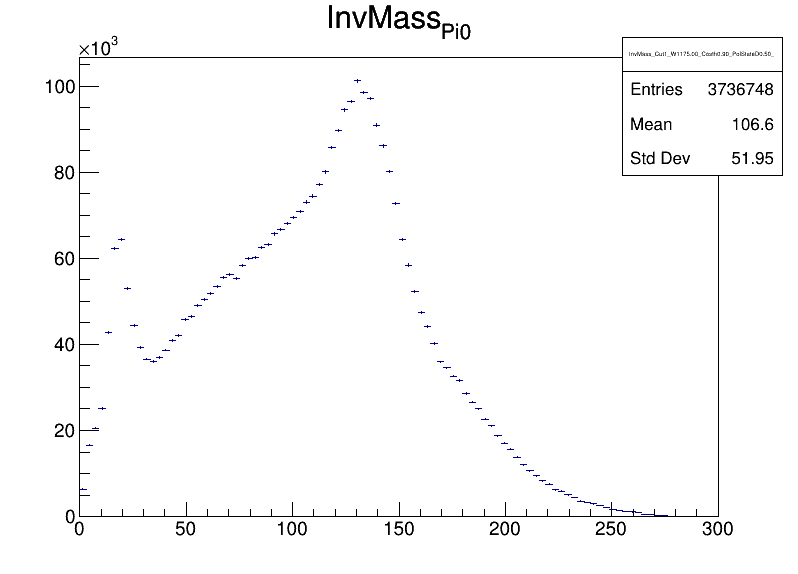 InvMass_Pi0
×10³
InvMass_Cut1_W1175.00_Costh0.90_PolStateD0.50_
Entries 3736748
Mean 106.6
Std Dev 51.95
100
80
60
40
20
0
0 50 100 150 200 250 300